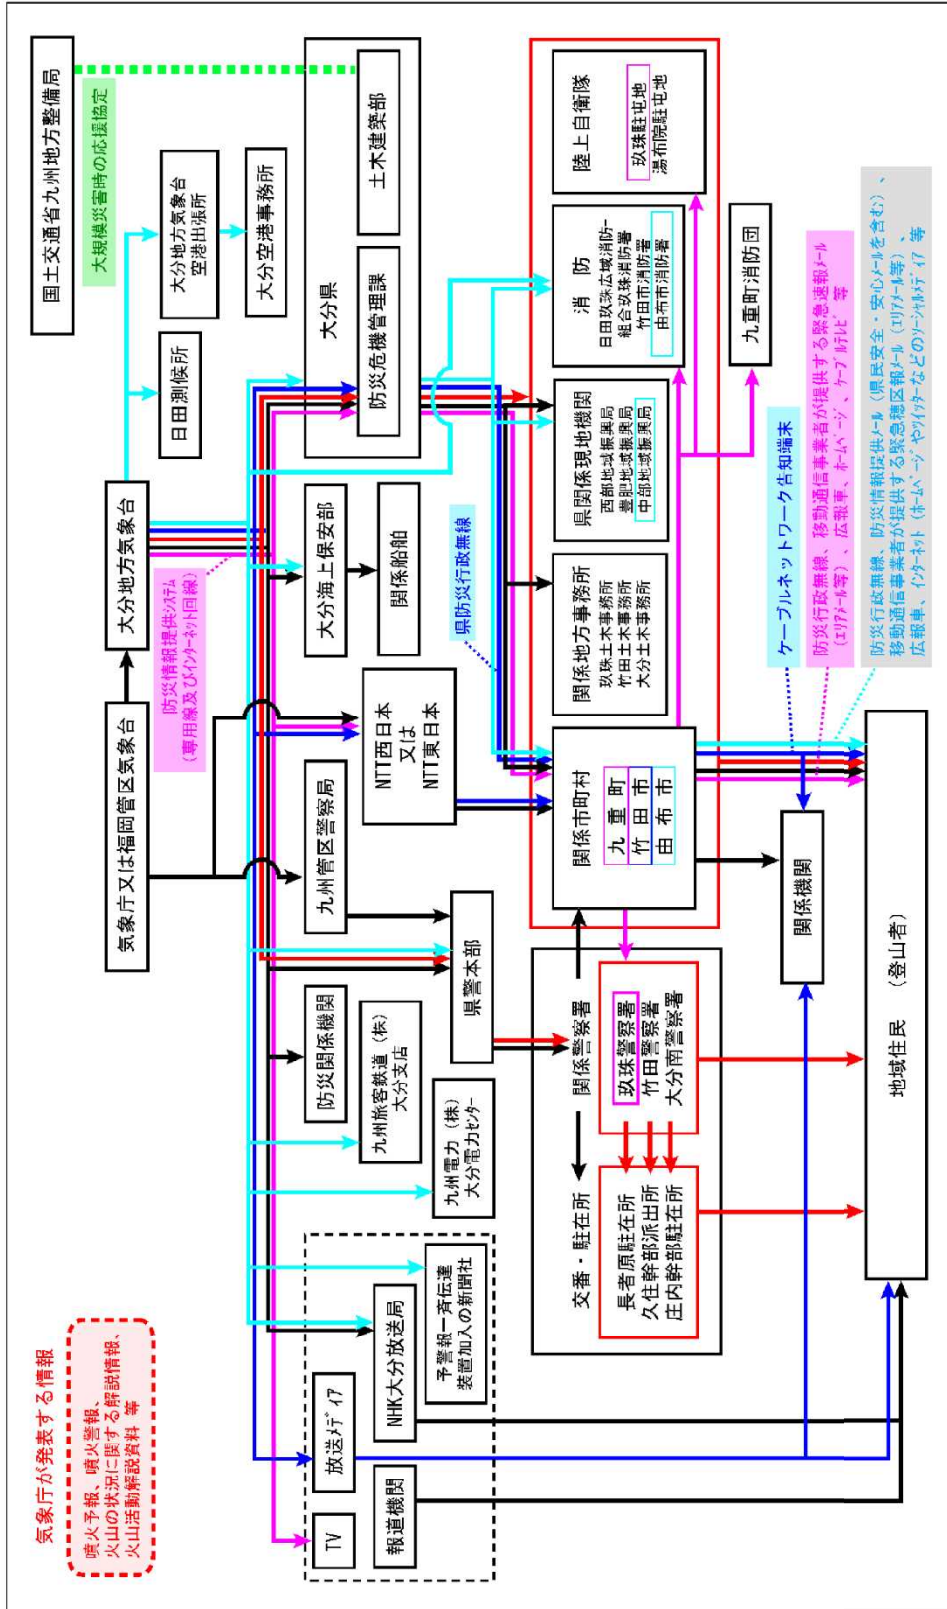 気象庁が発表する情報
噴火予報、噴火警報、
火山の状況に関する解説情報、
火山活動解説資料 等
気象庁又は福岡管区気象台
大分地方気象台
国土交通省九州地方整備局
大規模災害時の応援協定
防災情報提供システム
(専用線及びインターネット回線)
日田測候所
大分地方気象台
空港出張所
大分空港事務所
TV
放送メディア
報道機関
NHK大分放送局
予警報一斉伝達
装置加入の新聞社
防災関係機関
九州旅客鉄道(株)
大分支店
九州電力(株)
大分電力センター
九州管区警察局
県警本部
NTT西日本
又は
NTT東日本
大分海上保安部
関係船舶
大分県
防災危機管理課
土木建築部
県防災行政無線
交番・駐在所
関係警察署
長者原駐在所
久住幹部派出所
庄内幹部駐在所
玖珠警察署
竹田警察署
大分南警察署
関係市町村
九重町
竹田市
由布市
関係地方事務所
玖珠土木事務所
竹田土木事務所
大分土木事務所
県関係現地機関
西部地域振興局
豊肥地域振興局
中部地域振興局
消防
日田玖珠広域消防ー
組合玖珠消防署
竹田市消防署
由布市消防署
陸上自衛隊
玖珠駐屯地
湯布院駐屯地
九重町消防団
関係機関
ケーブルネットワーク告知端末
防災行政無線、移動通信事業者が提供する緊急速報メール
(エリアメール等)、広報車、ホームページ、ケーブルテレビ 等
防災行政無線、防災情報提供メール(県民安全・安心メールを含む)、
移動通信事業者が提供する緊急穂区報メール(エリアメール等)、
広報車、インターネット(ホームページやツイッターなどのソーシャルメディア 等
地域住民 (登山者)